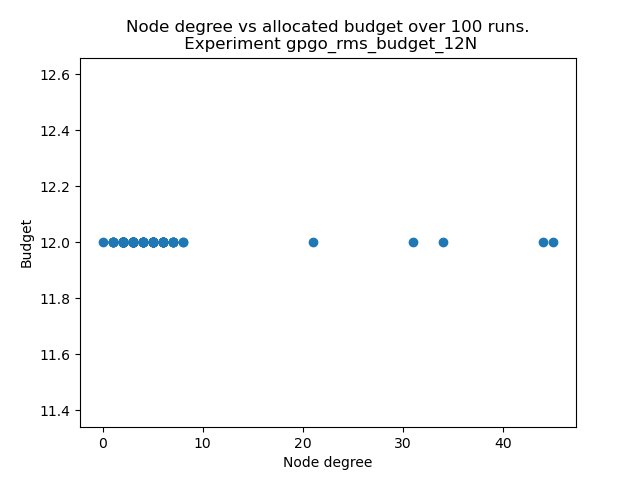 Node degree vs allocated budget over 100 runs.
Experiment gpgo_rms_budget_12N
12.6
12.4
12.2
12.0
11.8
11.6
11.4
Budget
0 10 20 30 40
Node degree